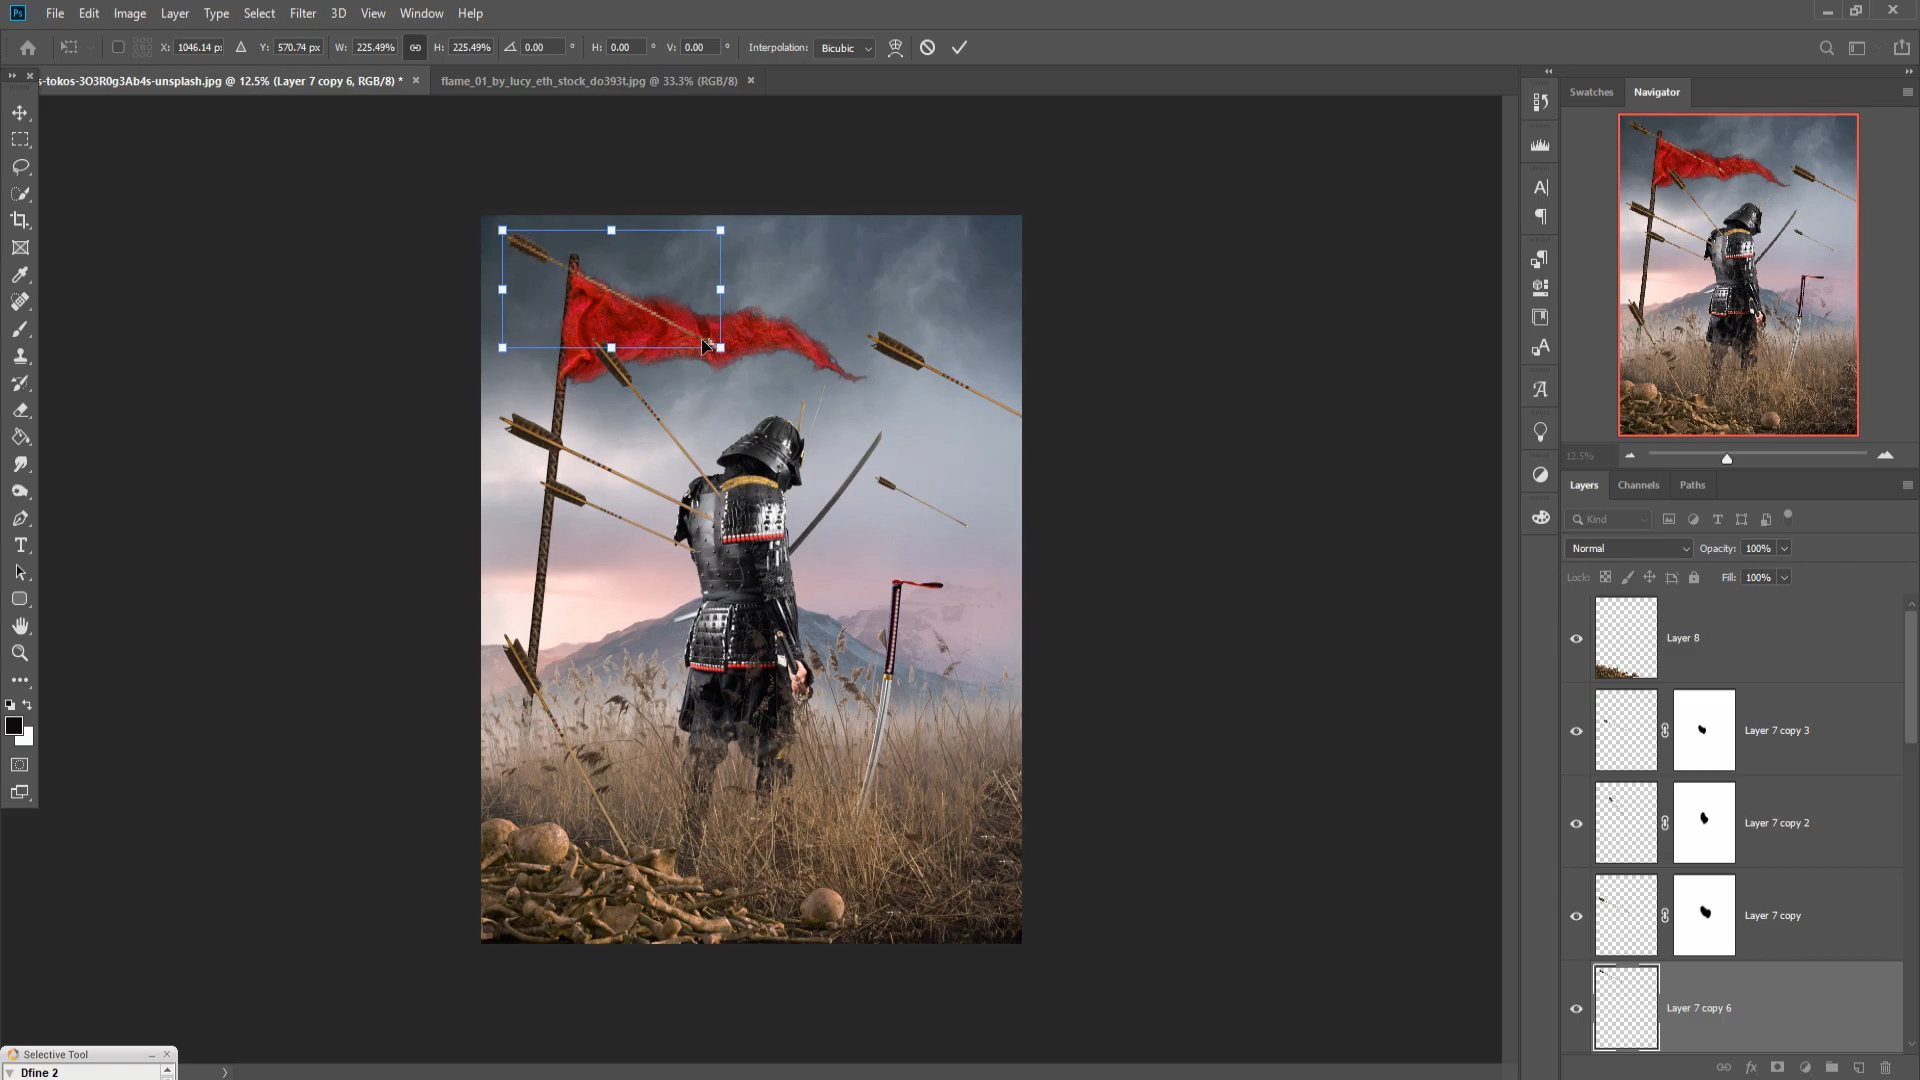 Ps File Edit Image Layer Type Select Filter 3D View Window Help
X: 1046.14 px Y: 570.74 px W: 225.49% H: 225.49% 0.00 ° H: 0.00 ° V: 0.00 ° Interpolation: Bicubic
s-tokos-3O3R0g3Ab4s-unsplash.jpg @ 12.5% (Layer 7 copy 6, RGB/8) *
flame_01_by_lucy_eth_stock_do393t.jpg @ 33.3% (RGB/8)
Swatches Navigator
12.5%
Layers Channels Paths
Kind
Normal Opacity: 100%
Lock: Fill: 100%
Layer 8
Layer 7 copy 3
Layer 7 copy 2
Layer 7 copy
Layer 7 copy 6
Selective Tool
Dfine 2